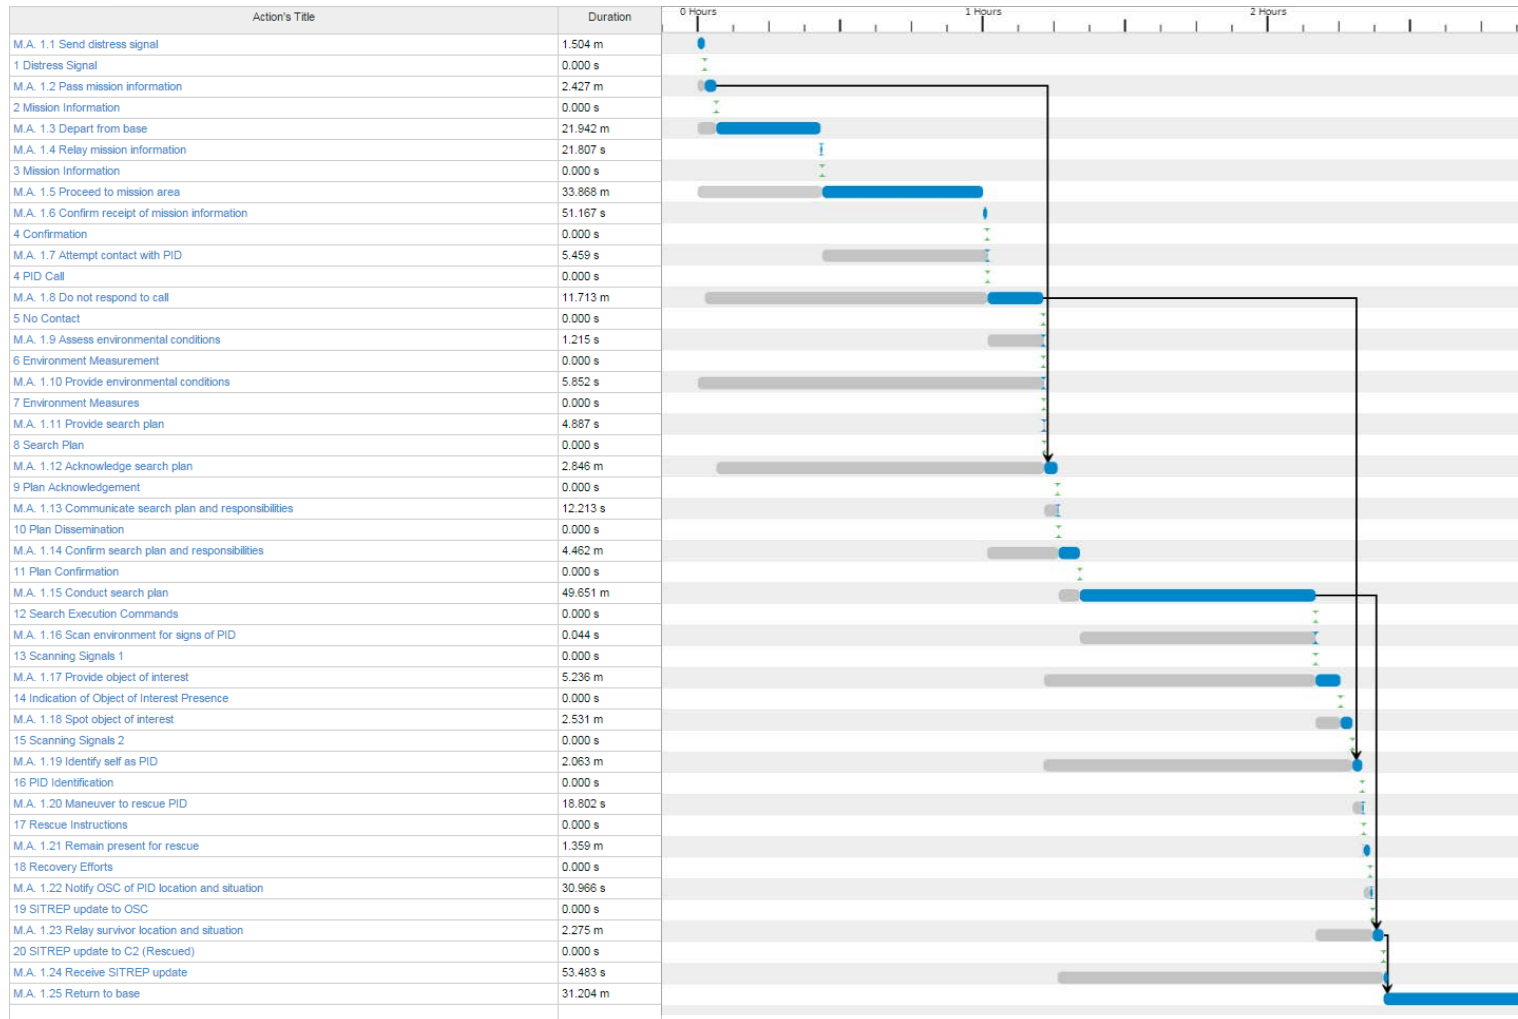 Action's Title Duration 0 Hours 1 Hours 2 Hours
M.A. 1.1 Send distress signal 1.504 m
1 Distress Signal 0.000 s
M.A. 1.2 Pass mission information 2.427 m
2 Mission Information 0.000 s
M.A. 1.3 Depart from base 21.942 m
M.A. 1.4 Relay mission information 21.807 s
3 Mission Information 0.000 s
M.A. 1.5 Proceed to mission area 33.868 m
M.A. 1.6 Confirm receipt of mission information 51.167 s
4 Confirmation 0.000 s
M.A. 1.7 Attempt contact with PID 5.459 s
4 PID Call 0.000 s
M.A. 1.8 Do not respond to call 11.713 m
5 No Contact 0.000 s
M.A. 1.9 Assess environmental conditions 1.215 s
6 Environment Measurement 0.000 s
M.A. 1.10 Provide environmental conditions 5.852 s
7 Environment Measures 0.000 s
M.A. 1.11 Provide search plan 4.887 s
8 Search Plan 0.000 s
M.A. 1.12 Acknowledge search plan 2.846 m
9 Plan Acknowledgement 0.000 s
M.A. 1.13 Communicate search plan and responsibilities 12.213 s
10 Plan Dissemination 0.000 s
M.A. 1.14 Confirm search plan and responsibilities 4.462 m
11 Plan Confirmation 0.000 s
M.A. 1.15 Conduct search plan 49.651 m
12 Search Execution Commands 0.000 s
M.A. 1.16 Scan environment for signs of PID 0.044 s
13 Scanning Signals 1 0.000 s
M.A. 1.17 Provide object of interest 5.236 m
14 Indication of Object of Interest Presence 0.000 s
M.A. 1.18 Spot object of interest 2.531 m
15 Scanning Signals 2 0.000 s
M.A. 1.19 Identify self as PID 2.063 m
16 PID Identification 0.000 s
M.A. 1.20 Maneuver to rescue PID 18.802 s
17 Rescue Instructions 0.000 s
M.A. 1.21 Remain present for rescue 1.359 m
18 Recovery Efforts 0.000 s
M.A. 1.22 Notify OSC of PID location and situation 30.966 s
19 SITREP update to OSC 0.000 s
M.A. 1.23 Relay survivor location and situation 2.275 m
20 SITREP update to C2 (Rescued) 0.000 s
M.A. 1.24 Receive SITREP update 53.483 s
M.A. 1.25 Return to base 31.204 m